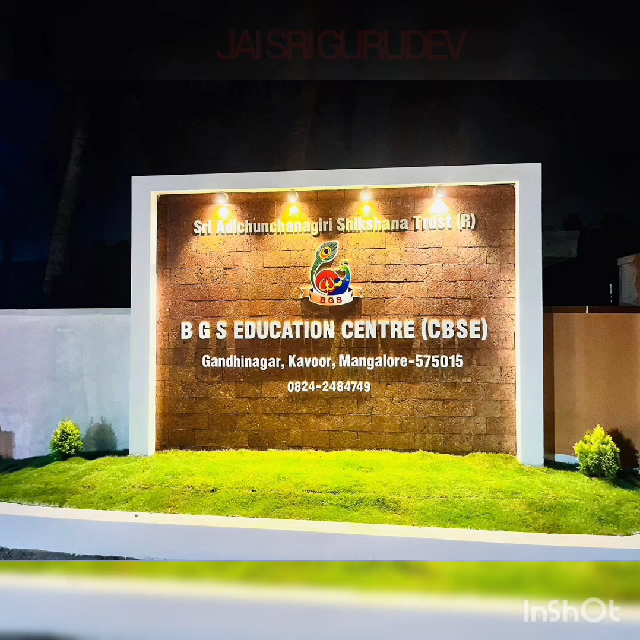 JAI SRI GURUDEV
Sri Adichunchanagiri Shikshana Trust (R)
BGS
B G S EDUCATION CENTRE (CBSE)
Gandhinagar, Kavoor, Mangalore-575015
0824-2484749
InShOt